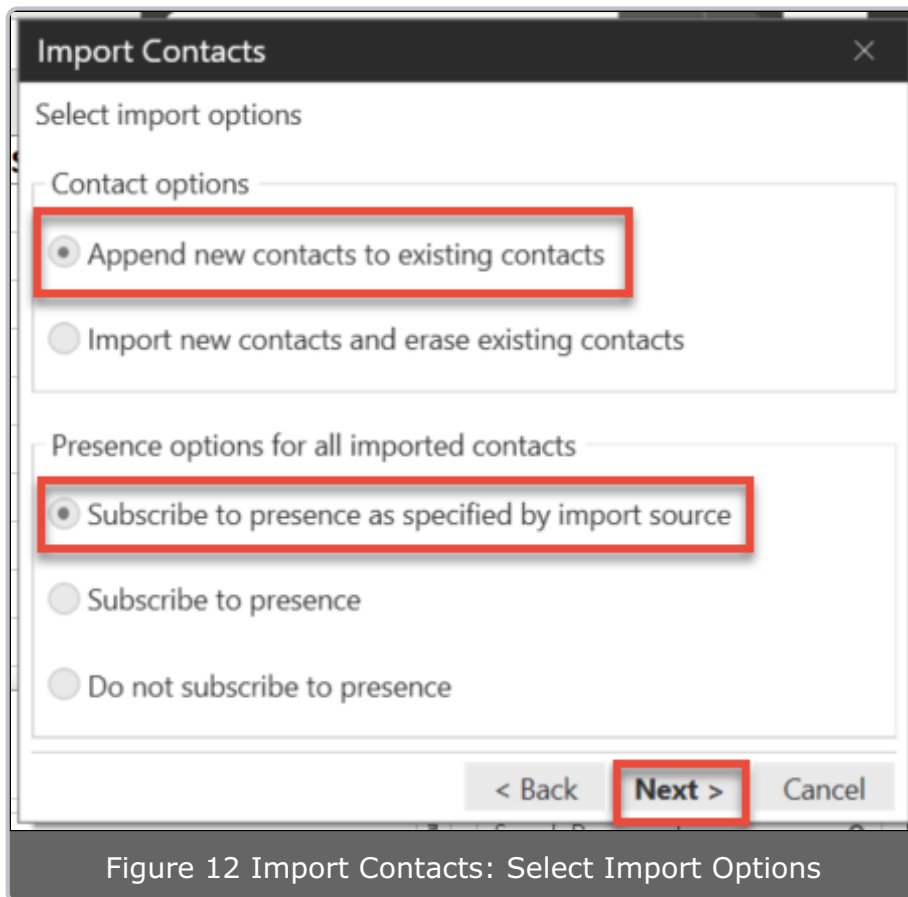 Import Contacts
Select import options
Contact options
Append new contacts to existing contacts
Import new contacts and erase existing contacts
Presence options for all imported contacts
Subscribe to presence as specified by import source
Subscribe to presence
Do not subscribe to presence
< Back Next > Cancel
Figure 12 Import Contacts: Select Import Options